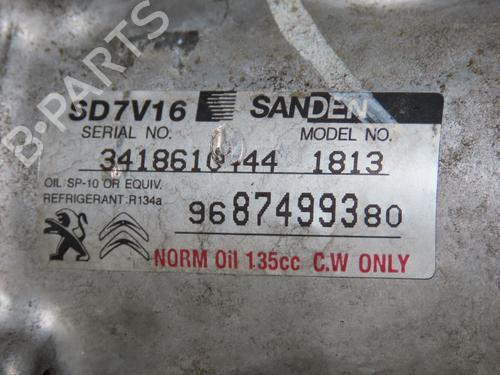 B-PARTS
SD7V16 SANDEN
SERIAL NO. MODEL NO.
1813
OIL SP-10 OR EQUIV.
REFRIGERANT:R134a
9687499380
NORM Oil 135cc C.W ONLY